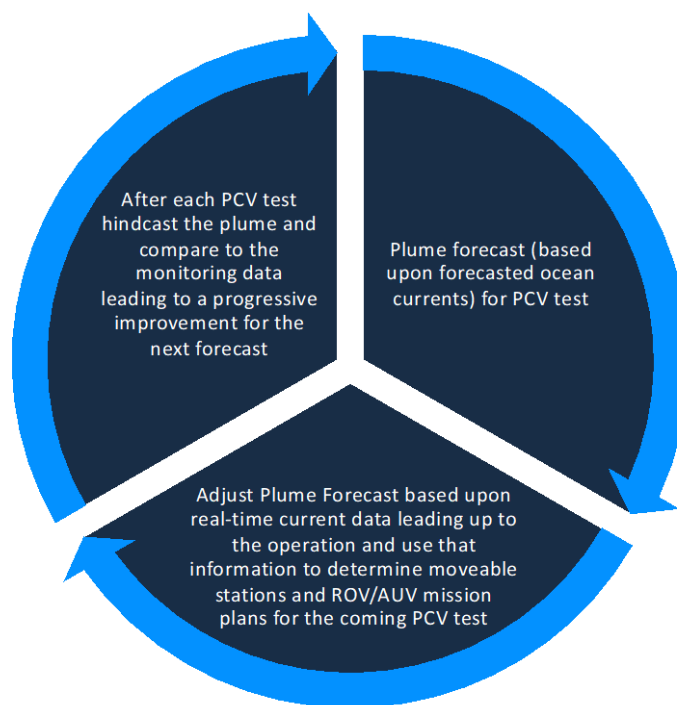 After each PCV test
hindcast the plume and
compare to the
monitoring data
leading to a progressive
improvement for the
next forecast
Plume forecast (based
upon forecasted ocean
currents) for PCV test
Adjust Plume Forecast based upon
real-time current data leading up to
the operation and use that
information to determine moveable
stations and ROV/AUV mission
plans for the coming PCV test